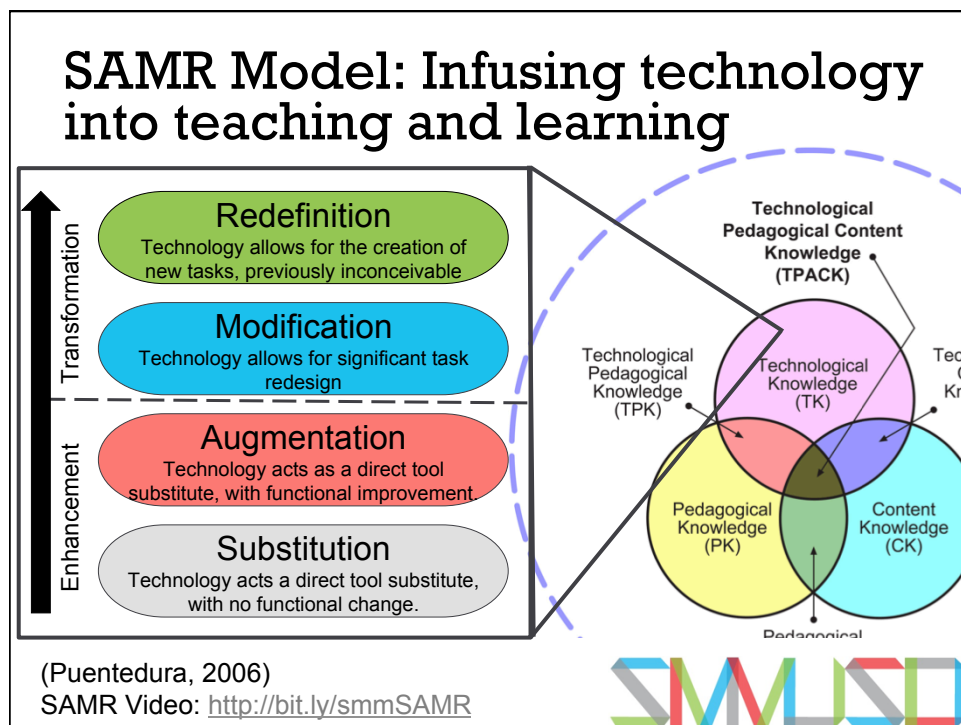 SAMR Model: Infusing technology
into teaching and learning
Transformation
Enhancement
Redefinition
Technology allows for the creation of
new tasks, previously inconceivable
Modification
Technology allows for significant task
redesign
Augmentation
Technology acts as a direct tool
substitute, with functional improvement.
Substitution
Technology acts a direct tool substitute,
with no functional change.
Technological
Pedagogical Content
Knowledge
(TPACK)
Technological
Pedagogical
Knowledge
(TPK)
Technological
Knowledge
(TK)
Pedagogical
Knowledge
(PK)
Content
Knowledge
(CK)
Pedagogical
(Puentedura, 2006)
SAMR Video: http://bit.ly/smmSAMR
SMMUSD